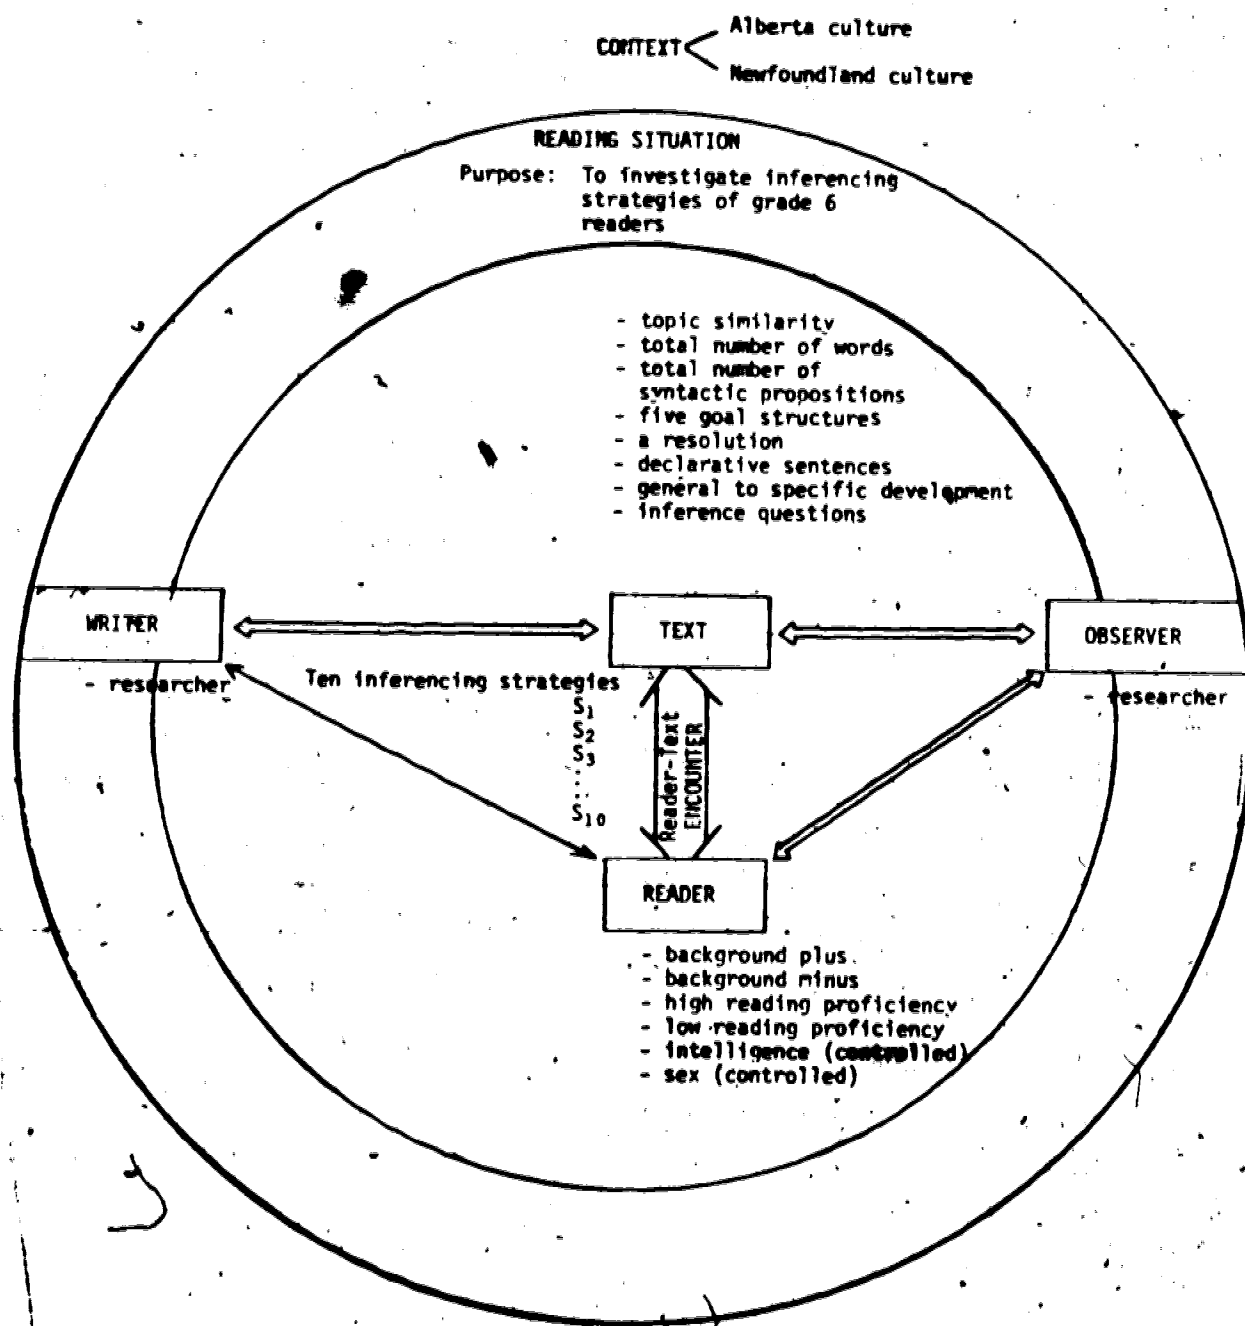 Alberta culture
CONTEXT
Newfoundland culture
READING SITUATION
Purpose: To investigate inferencing
strategies of grade 6
readers
- topic similarity
- total number of words
- total number of
syntactic propositions
- five goal structures
- a resolution
- declarative sentences
- general to specific development
- inference questions
WRITER
TEXT
OBSERVER
- researcher
- researcher
Ten inferencing strategies
S1
S2
S3
S10
Reader-Text
ENCOUNTER
READER
- background plus
- background minus
- high reading proficiency
- low reading proficiency
- intelligence (controlled)
- sex (controlled)